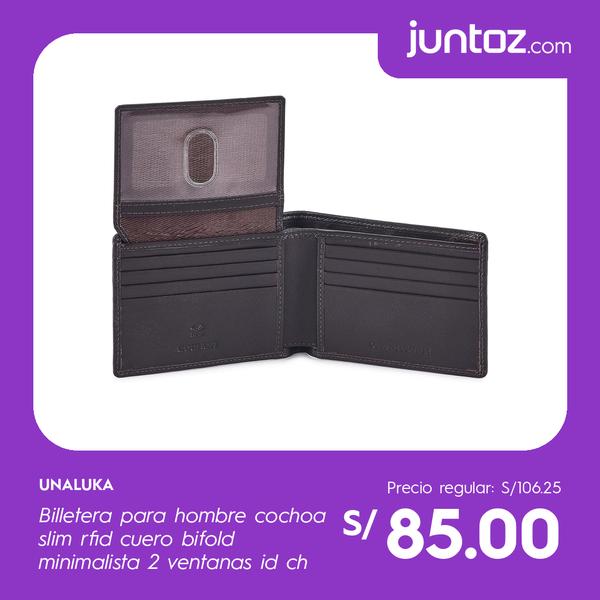 juntoz.com
UNALUKA
Billetera para hombre cochoa
slim rfid cuero bifold
minimalista 2 ventanas id ch
Precio regular: S/106.25
S/85.00